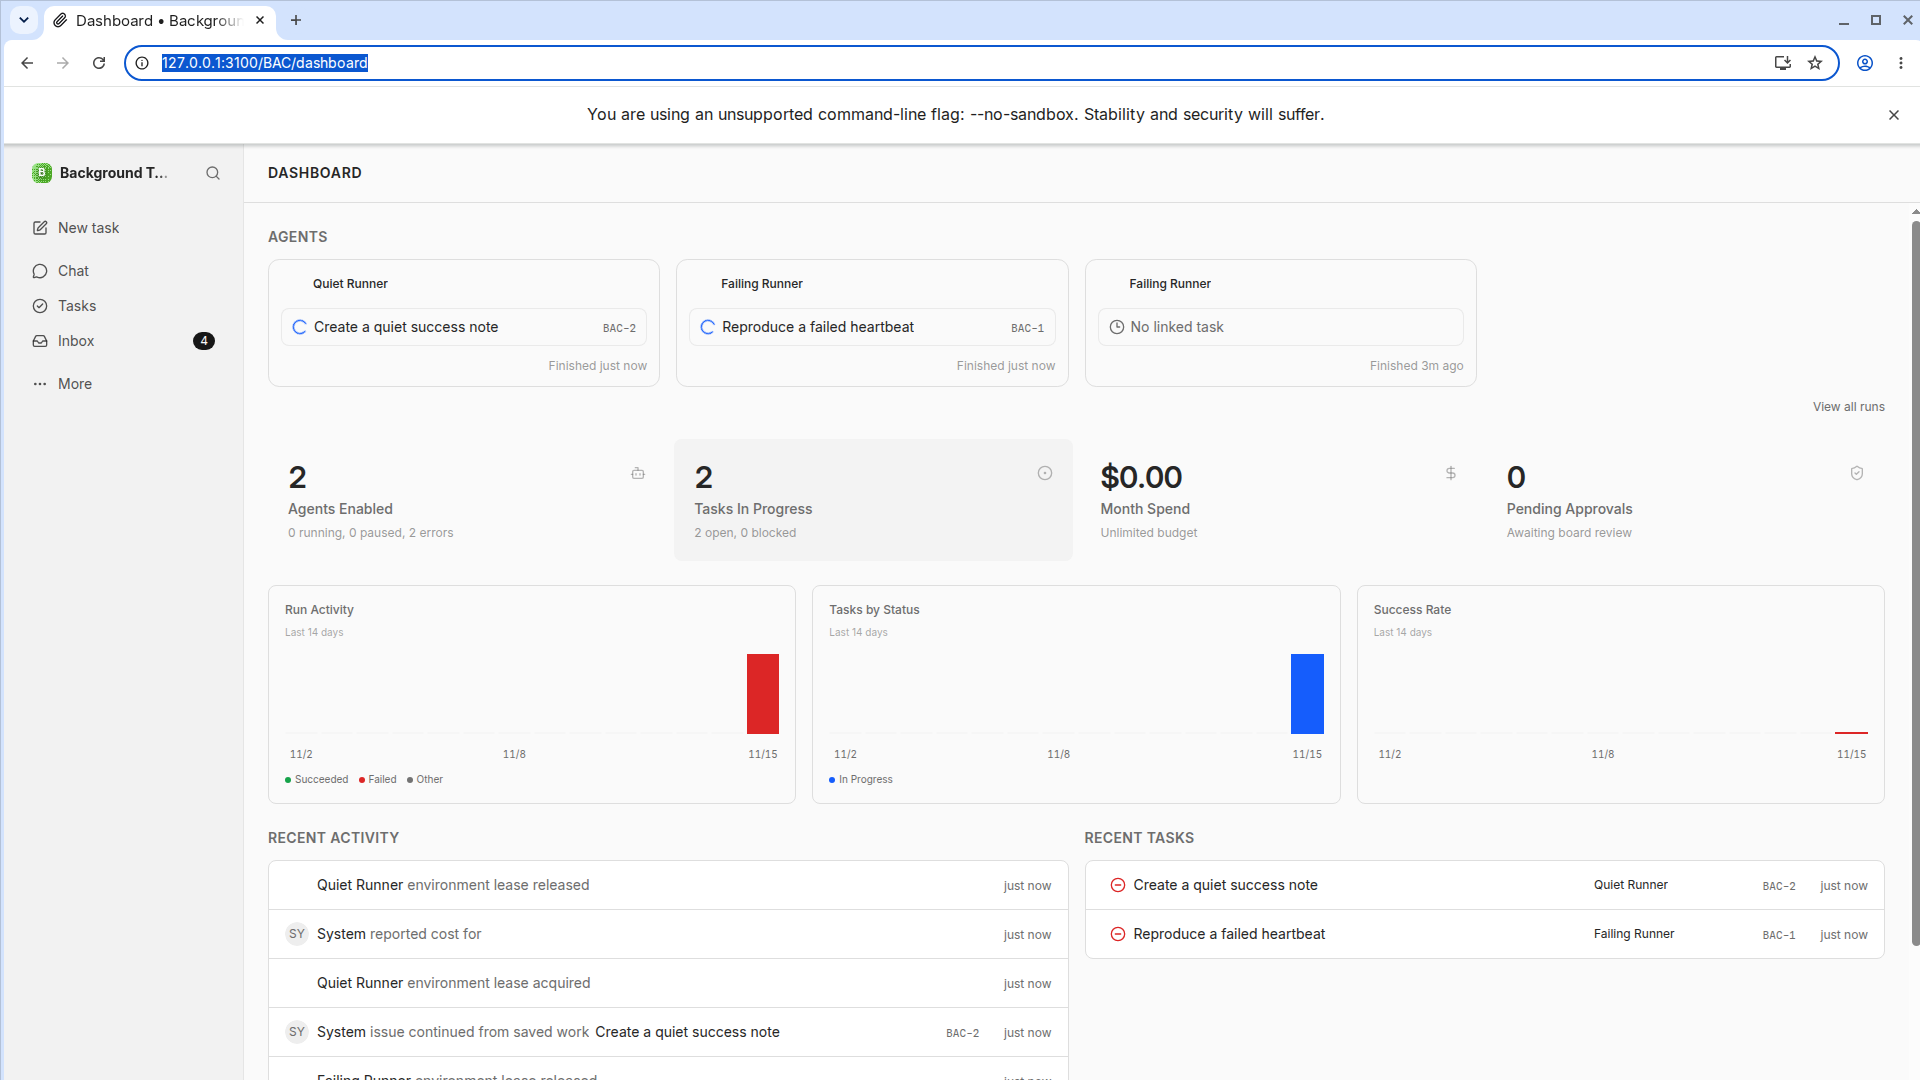 Dashboard • Backgroun
127.0.0.1:3100/BAC/dashboard
You are using an unsupported command-line flag: --no-sandbox. Stability and security will suffer.
B Background T...
New task
Chat
Tasks
Inbox 4
More
DASHBOARD
AGENTS
Quiet Runner
Create a quiet success note BAC-2
Finished just now
Failing Runner
Reproduce a failed heartbeat BAC-1
Finished just now
Failing Runner
No linked task
Finished 3m ago
View all runs
2
Agents Enabled
0 running, 0 paused, 2 errors
2
Tasks In Progress
2 open, 0 blocked
$0.00
Month Spend
Unlimited budget
0
Pending Approvals
Awaiting board review
Run Activity
Last 14 days
11/2 11/8 11/15
Succeeded Failed Other
Tasks by Status
Last 14 days
11/2 11/8 11/15
In Progress
Success Rate
Last 14 days
11/2 11/8 11/15
RECENT ACTIVITY
Quiet Runner environment lease released just now
SY System reported cost for just now
Quiet Runner environment lease acquired just now
SY System issue continued from saved work Create a quiet success note BAC-2 just now
Failing Runner environment lease released just now
RECENT TASKS
Create a quiet success note Quiet Runner BAC-2 just now
Reproduce a failed heartbeat Failing Runner BAC-1 just now